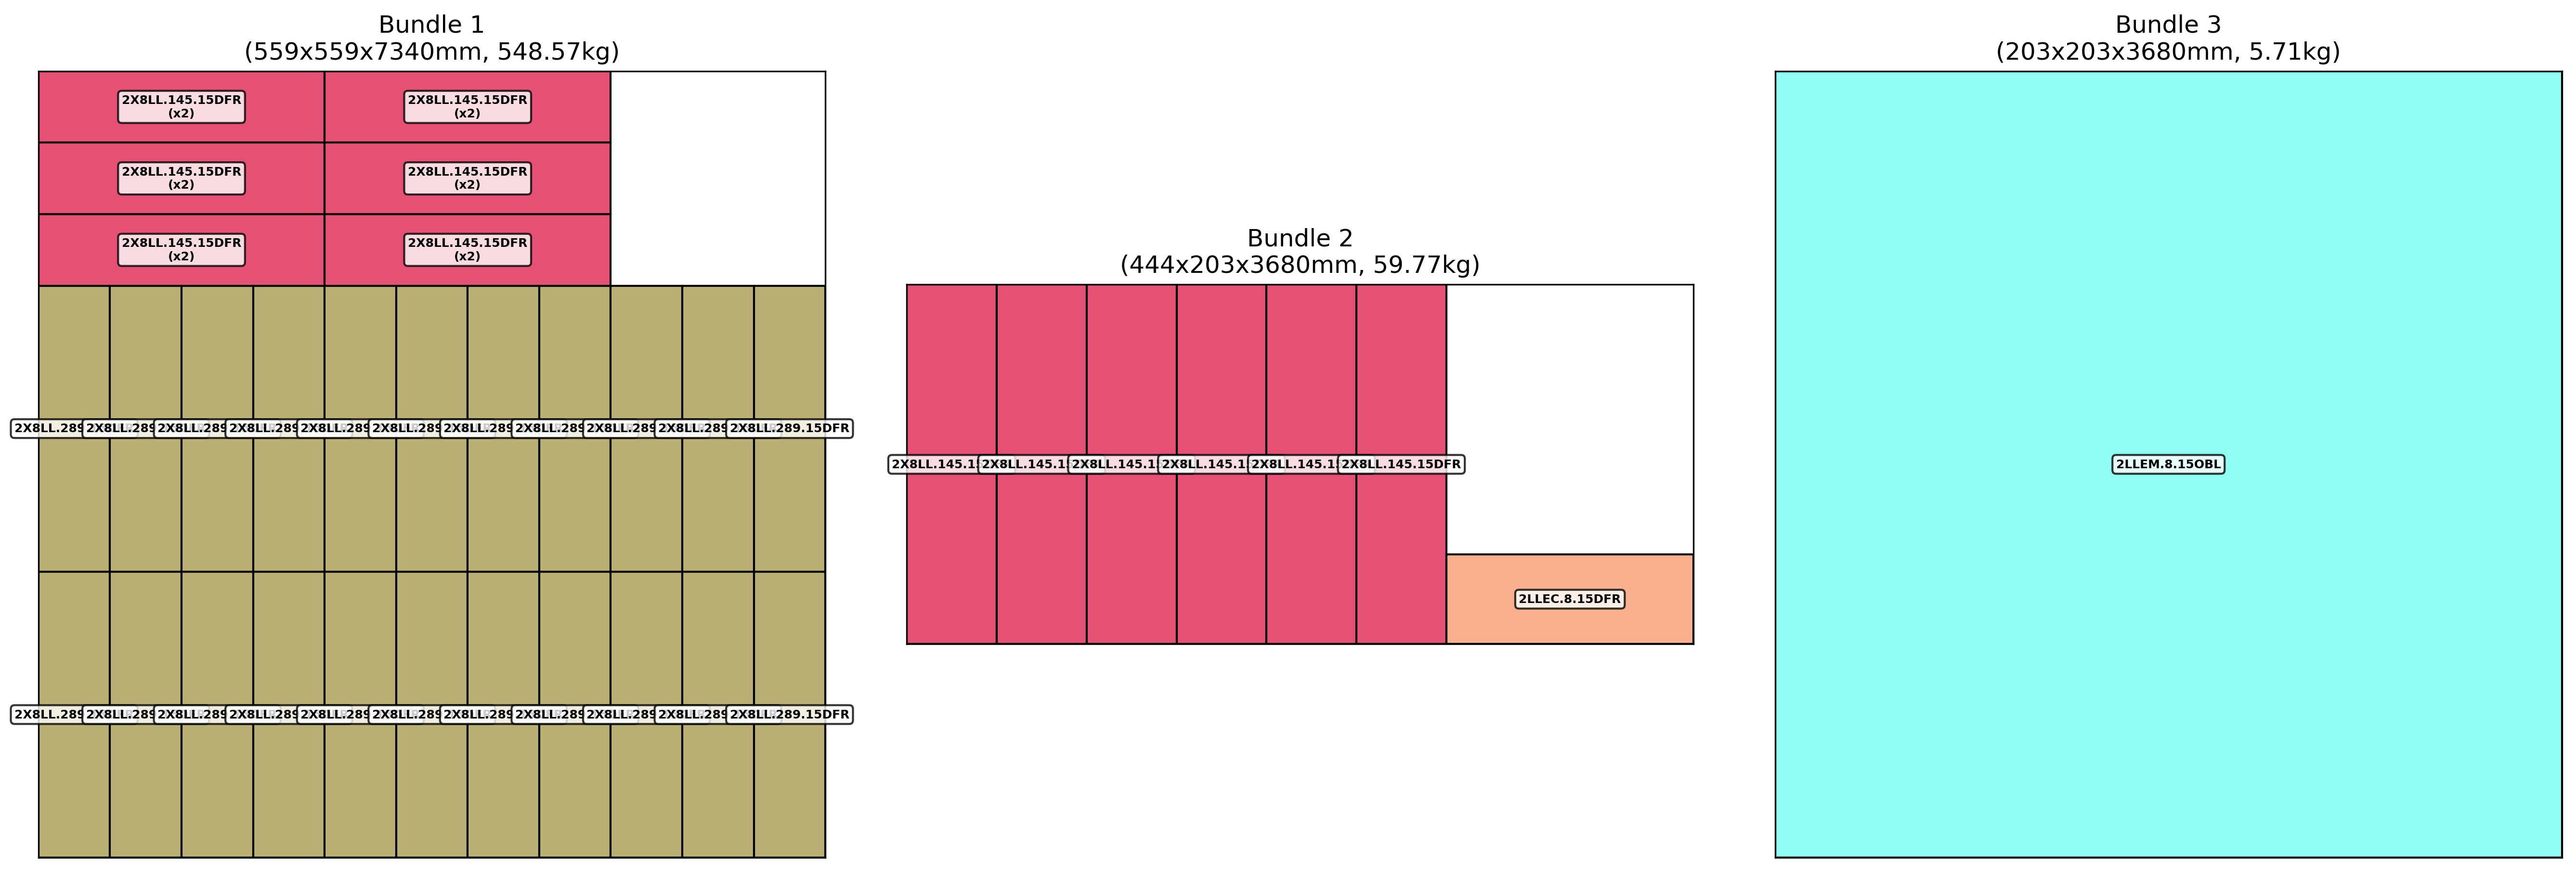 Bundle 1
(559x559x7340mm, 548.57kg)
2X8LL.145.15DFR
(x2)
2X8LL.145.15DFR
(x2)
2X8LL.145.15DFR
(x2)
2X8LL.145.15DFR
(x2)
2X8LL.145.15DFR
(x2)
2X8LL.145.15DFR
(x2)
2X8LL.289 2X8LL.289 2X8LL.289 2X8LL.289 2X8LL.289 2X8LL.289 2X8LL.289 2X8LL.289 2X8LL.289 2X8LL.289 2X8LL.289.15DFR
2X8LL.289 2X8LL.289 2X8LL.289 2X8LL.289 2X8LL.289 2X8LL.289 2X8LL.289 2X8LL.289 2X8LL.289 2X8LL.289 2X8LL.289.15DFR
Bundle 2
(444x203x3680mm, 59.77kg)
2X8LL.145.1 2X8LL.145.1 2X8LL.145.1 2X8LL.145.1 2X8LL.145.1 2X8LL.145.15DFR
2LLEC.8.15DFR
Bundle 3
(203x203x3680mm, 5.71kg)
2LLEM.8.15OBL